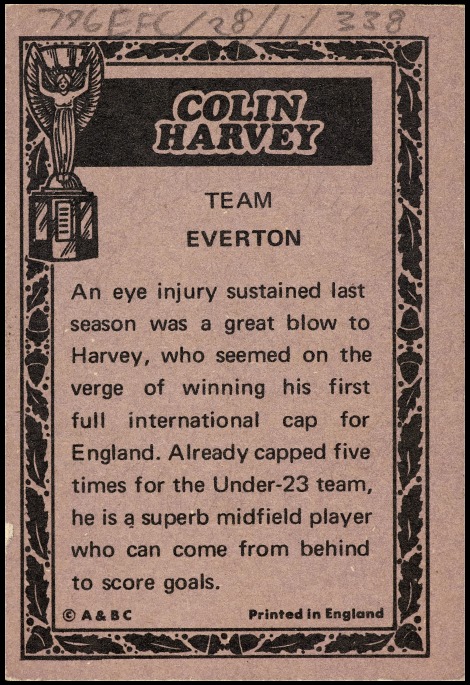 796EFC/28/1/338
COLIN
HARVEY
TEAM
EVERTON
An eye injury sustained last
season was a great blow to
Harvey, who seemed on the
verge of winning his first
full international cap for
England. Already capped five
times for the Under-23 team,
he is a superb midfield player
who can come from behind
to score goals.
© A & BC
Printed in England